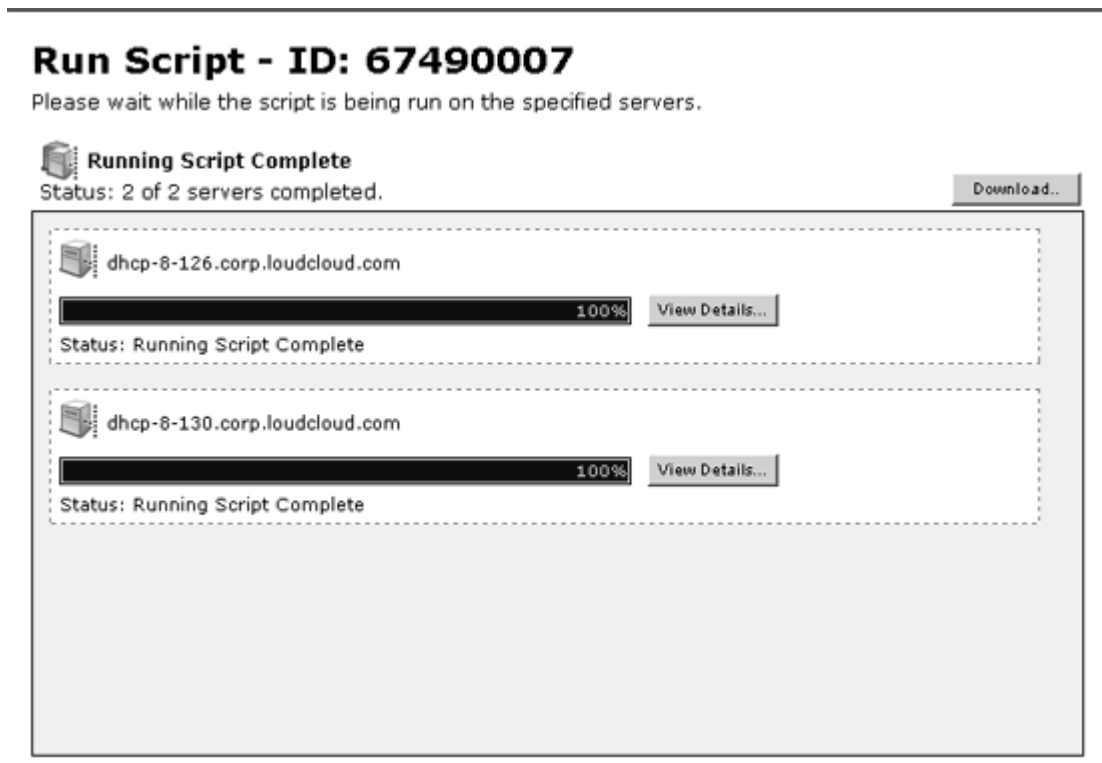 Run Script - ID: 67490007
Please wait while the script is being run on the specified servers.
Running Script Complete
Status: 2 of 2 servers completed.
Download..
dhcp-8-126.corp.loudcloud.com
100% View Details...
Status: Running Script Complete
dhcp-8-130.corp.loudcloud.com
100% View Details...
Status: Running Script Complete